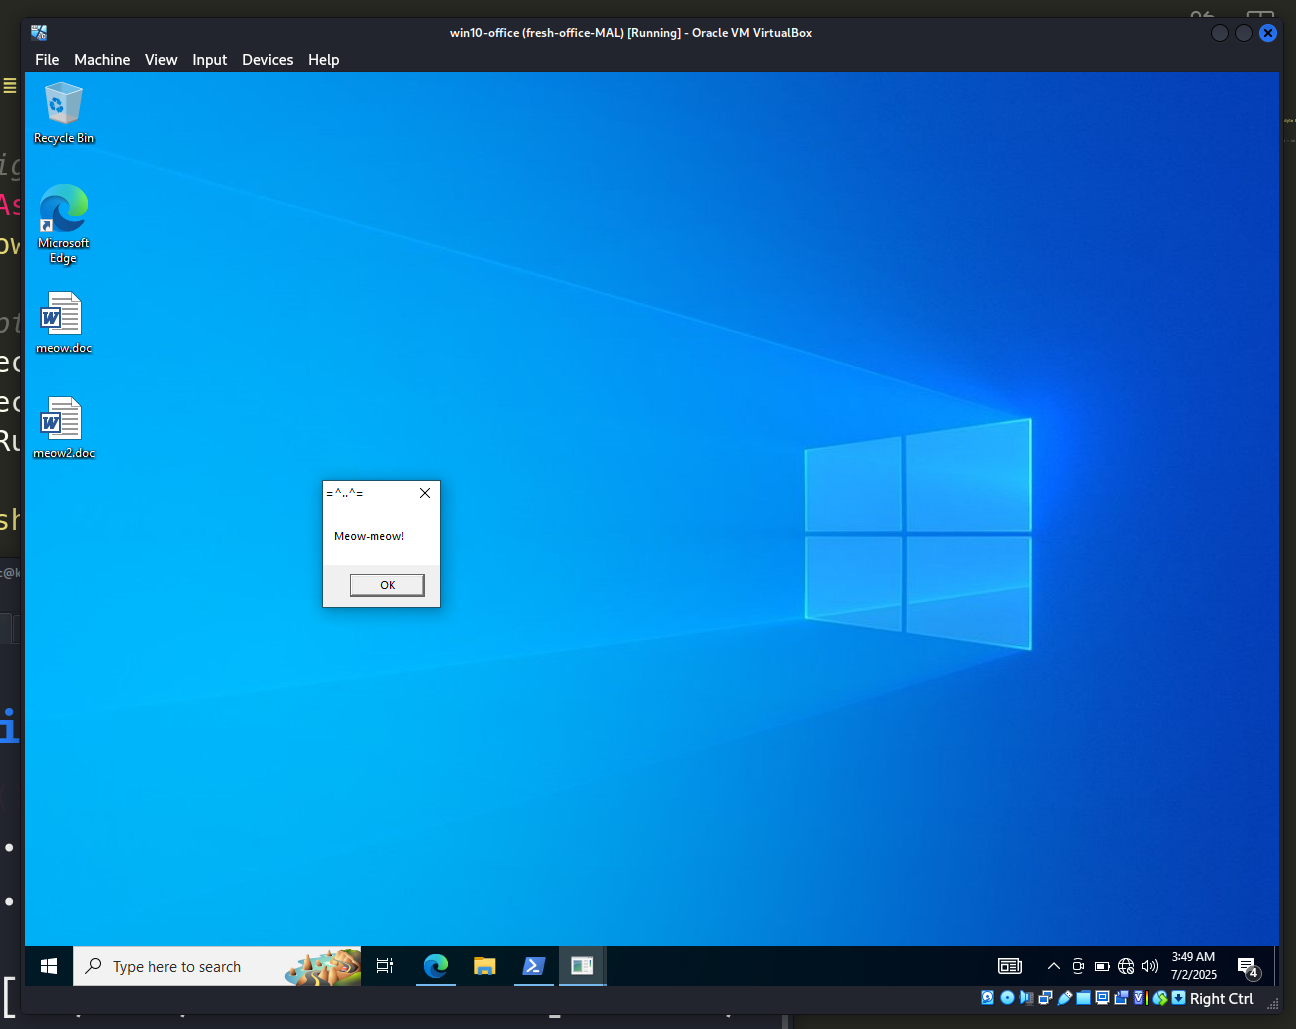 win10-office (fresh-office-MAL) [Running] - Oracle VM VirtualBox
File Machine View Input Devices Help
Recycle Bin
Microsoft
Edge
meow.doc
meow2.doc
=^..^=
Meow-meow!
OK
Type here to search
3:49 AM
7/2/2025
4
Right Ctrl